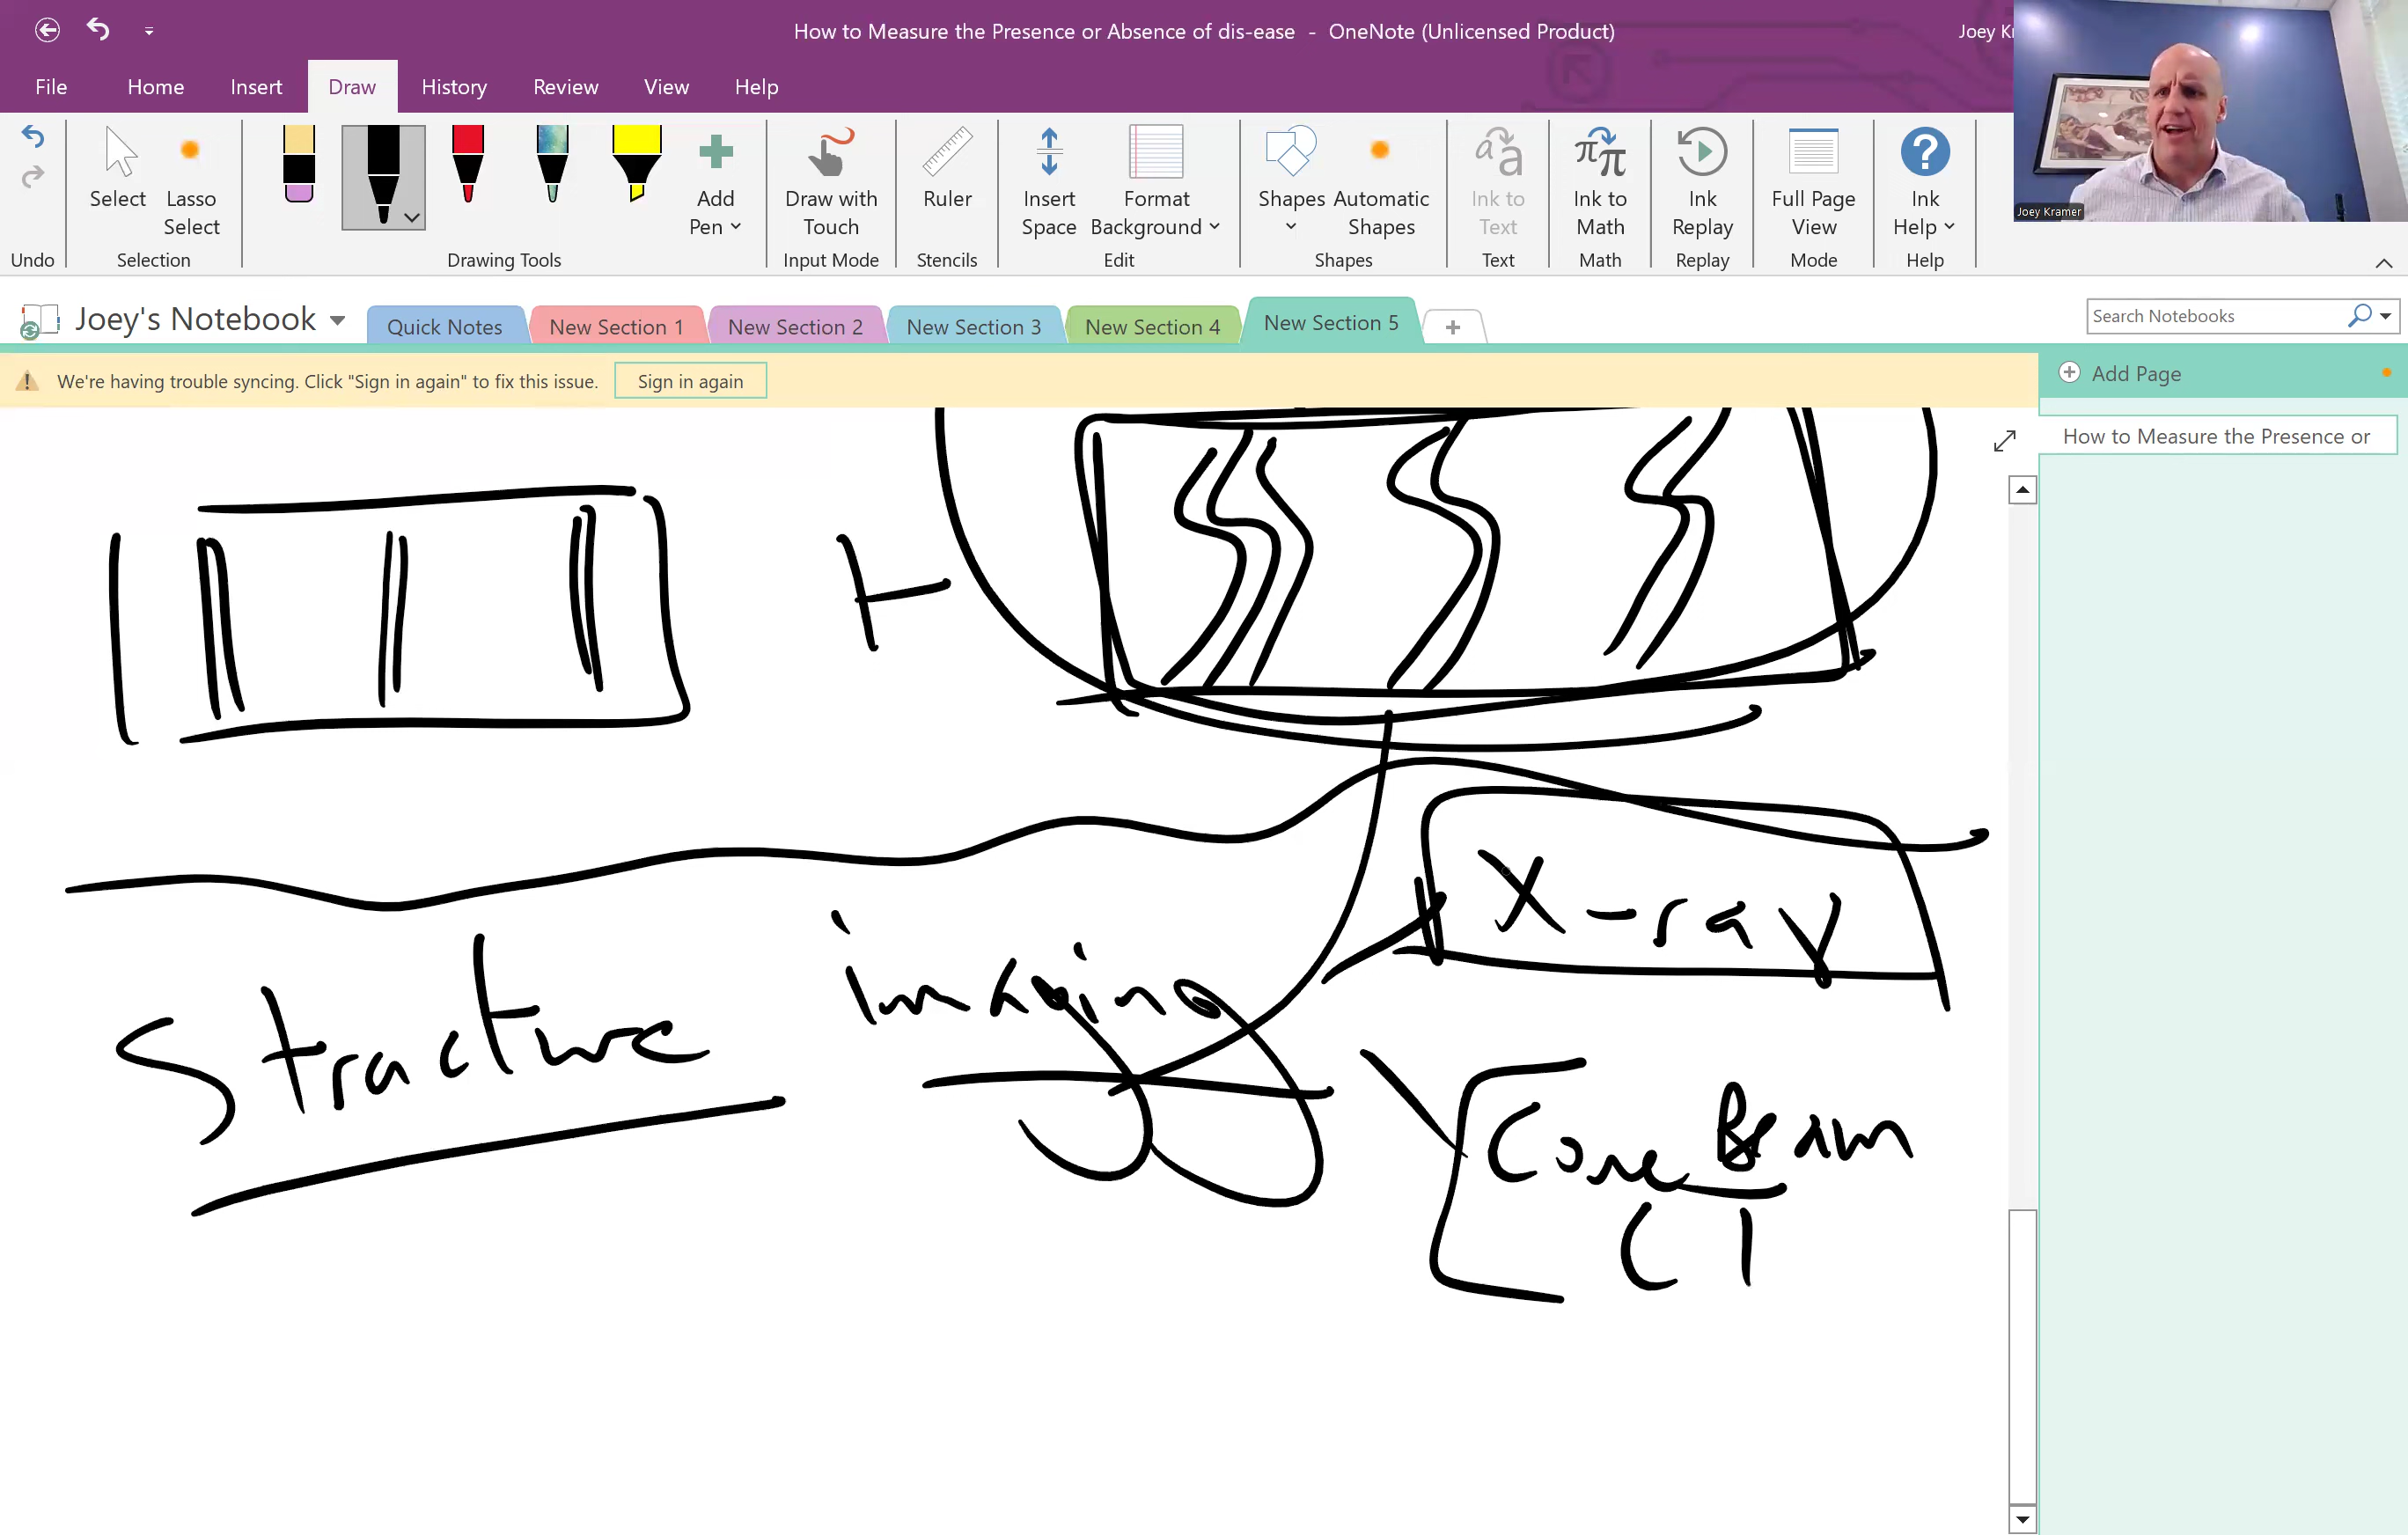 How to Measure the Presence or Absence of dis-ease - OneNote (Unlicensed Product)
Joey Kr
File Home Insert Draw History Review View Help
Select
Lasso Select
Add Pen
Draw with Touch
Ruler
Insert Space
Format Background
Shapes
Automatic Shapes
Ink to Text
Ink to Math
Ink Replay
Full Page View
Ink Help
Joey Kramer
Undo Selection Drawing Tools Input Mode Stencils Edit Shapes Text Math Replay Mode Help
Joey's Notebook Quick Notes New Section 1 New Section 2 New Section 3 New Section 4 New Section 5
Search Notebooks
We're having trouble syncing. Click "Sign in again" to fix this issue. Sign in again
Add Page
How to Measure the Presence or
X-ray
Structure imaging
Cone Beam
CT